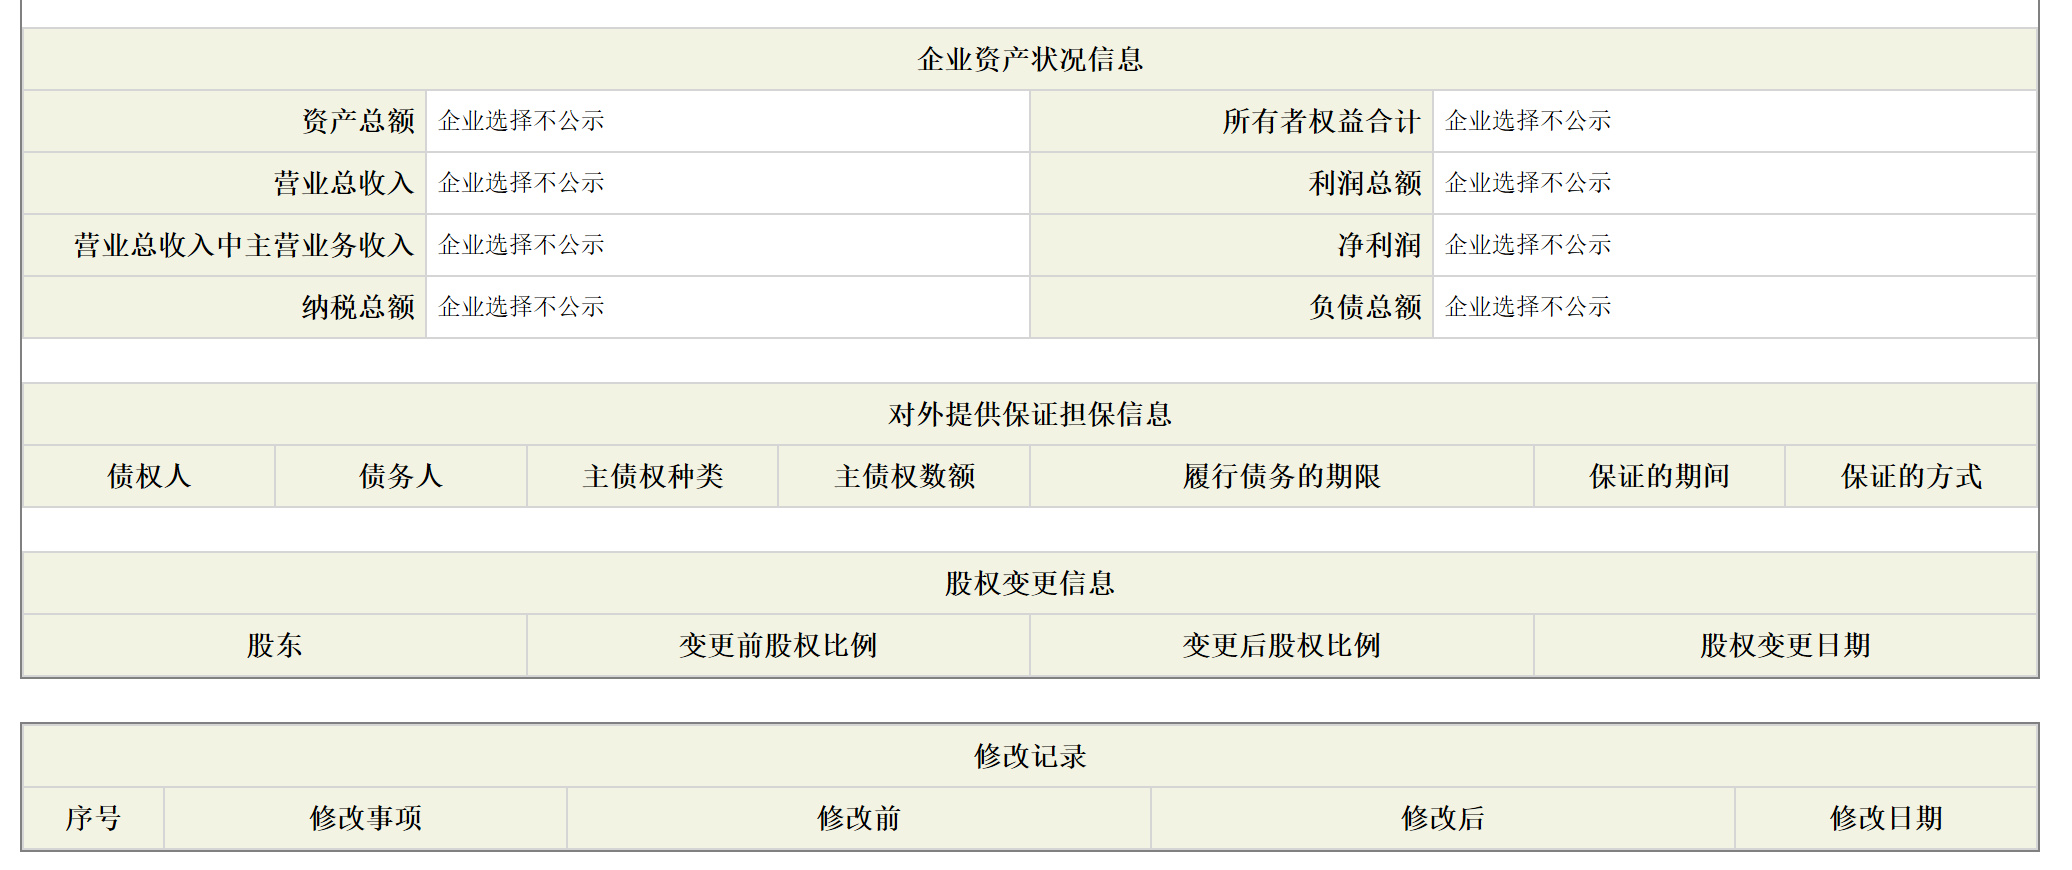 企业资产状况信息
资产总额 企业选择不公示 所有者权益合计 企业选择不公示
营业总收入 企业选择不公示 利润总额 企业选择不公示
营业总收入中主营业务收入 企业选择不公示 净利润 企业选择不公示
纳税总额 企业选择不公示 负债总额 企业选择不公示
对外提供保证担保信息
债权人 债务人 主债权种类 主债权数额 履行债务的期限 保证的期间 保证的方式
股权变更信息
股东 变更前股权比例 变更后股权比例 股权变更日期
修改记录
序号 修改事项 修改前 修改后 修改日期